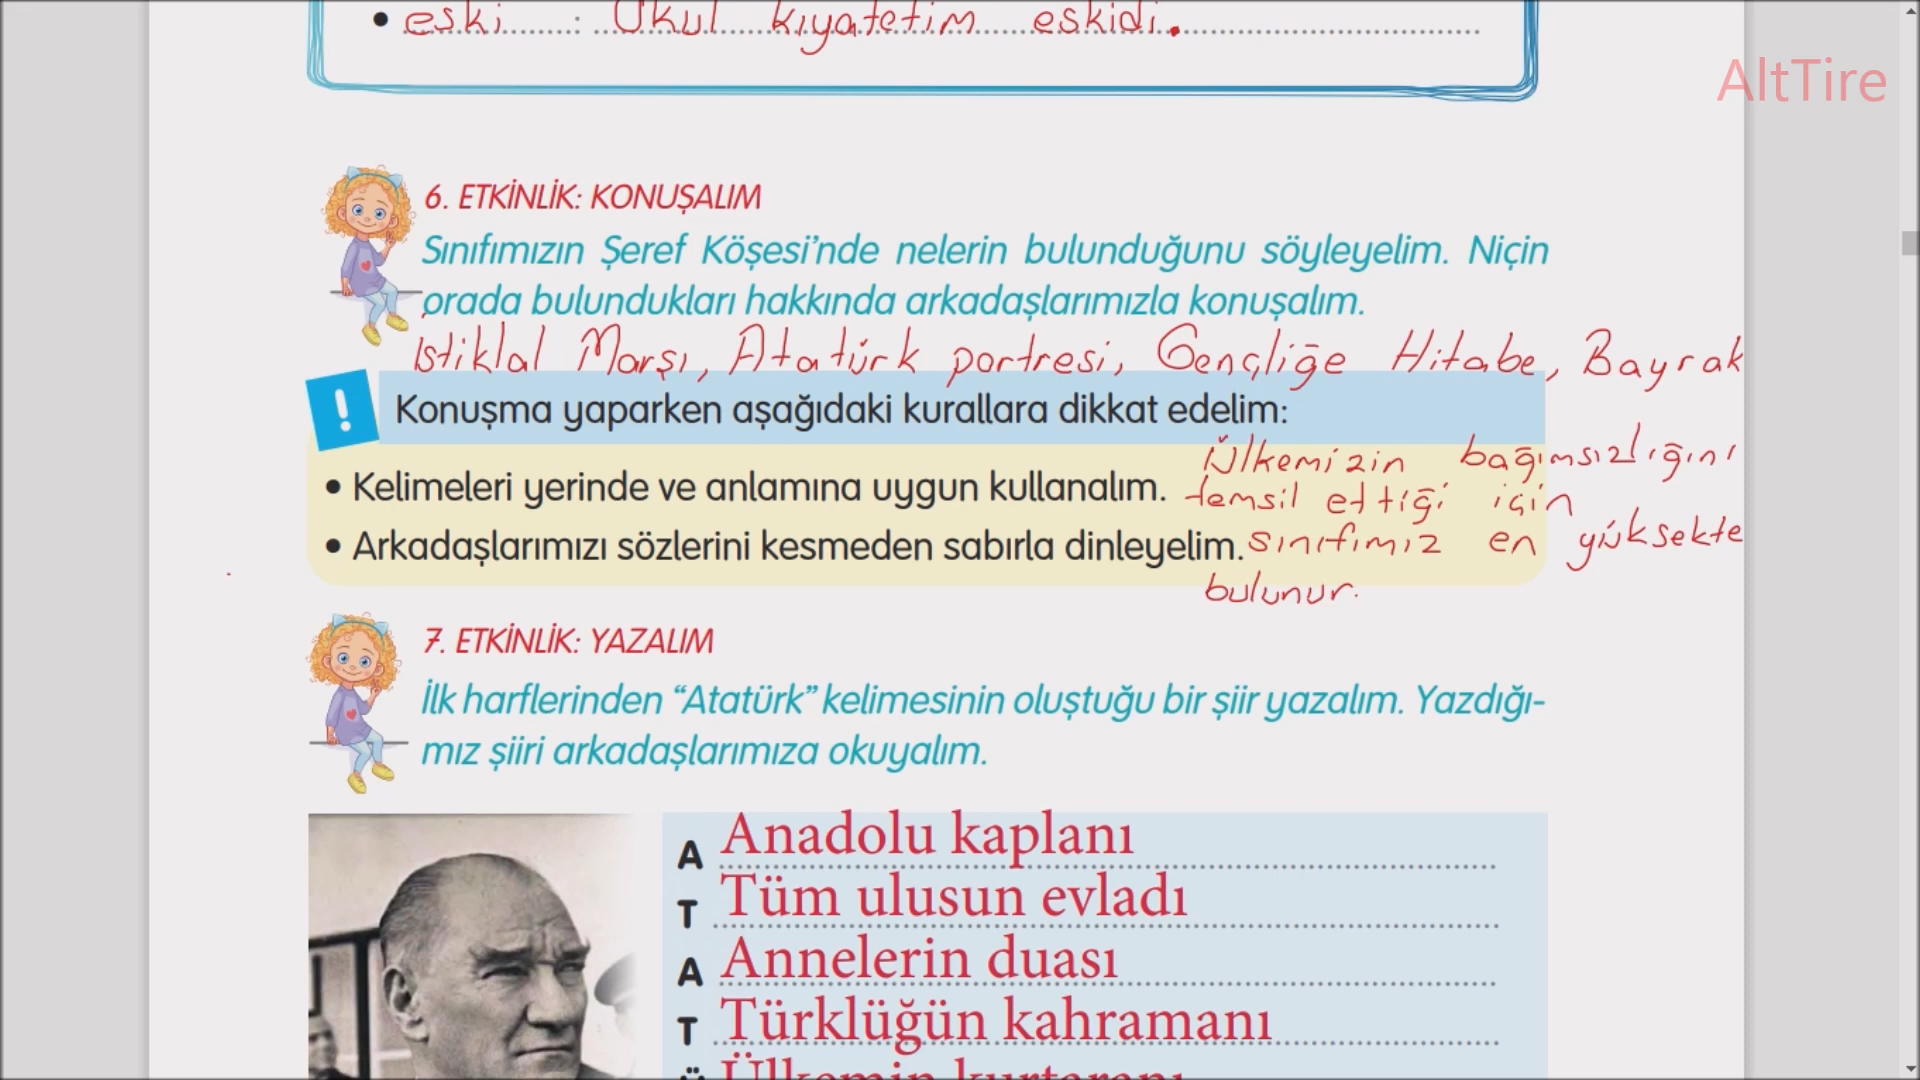 • eski : Okul kıyafetim eskidi.
AltTire
6. ETKİNLİK: KONUŞALIM
Sınıfımızın Şeref Köşesi’nde nelerin bulunduğunu söyleyelim. Niçin
orada bulundukları hakkında arkadaşlarımızla konuşalım.
İstiklal Marşı, Atatürk portresi, Gençliğe Hitabe, Bayrak
! Konuşma yaparken aşağıdaki kurallara dikkat edelim:
• Kelimeleri yerinde ve anlamına uygun kullanalım.
• Arkadaşlarımızı sözlerini kesmeden sabırla dinleyelim.
Ülkemizin bağımsızlığını
temsil ettiği için
sınıfımız en yüksekte
bulunur.
7. ETKİNLİK: YAZALIM
İlk harflerinden “Atatürk” kelimesinin oluştuğu bir şiir yazalım. Yazdığı-
mız şiiri arkadaşlarımıza okuyalım.
A Anadolu kaplanı
T Tüm ulusun evladı
A Annelerin duası
T Türklüğün kahramanı
Ü Ülkemin kurtaranı